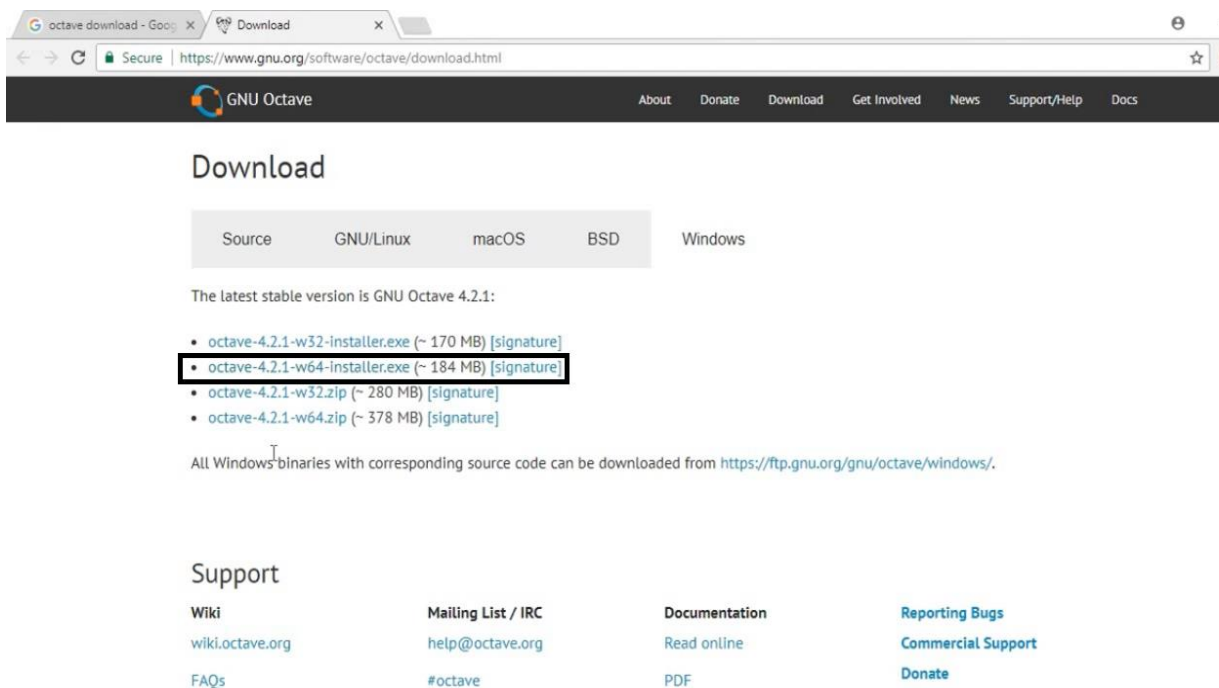 octave download - Goog
Download
Secure https://www.gnu.org/software/octave/download.html
GNU Octave About Donate Download Get Involved News Support/Help Docs
Download
Source GNU/Linux macOS BSD Windows
The latest stable version is GNU Octave 4.2.1:
• octave-4.2.1-w32-installer.exe (~ 170 MB) [signature]
• octave-4.2.1-w64-installer.exe (~ 184 MB) [signature]
• octave-4.2.1-w32.zip (~ 280 MB) [signature]
• octave-4.2.1-w64.zip (~ 378 MB) [signature]
All Windows binaries with corresponding source code can be downloaded from https://ftp.gnu.org/gnu/octave/windows/.
Support
Wiki Mailing List / IRC Documentation Reporting Bugs
wiki.octave.org help@octave.org Read online Commercial Support
FAQs #octave PDF Donate